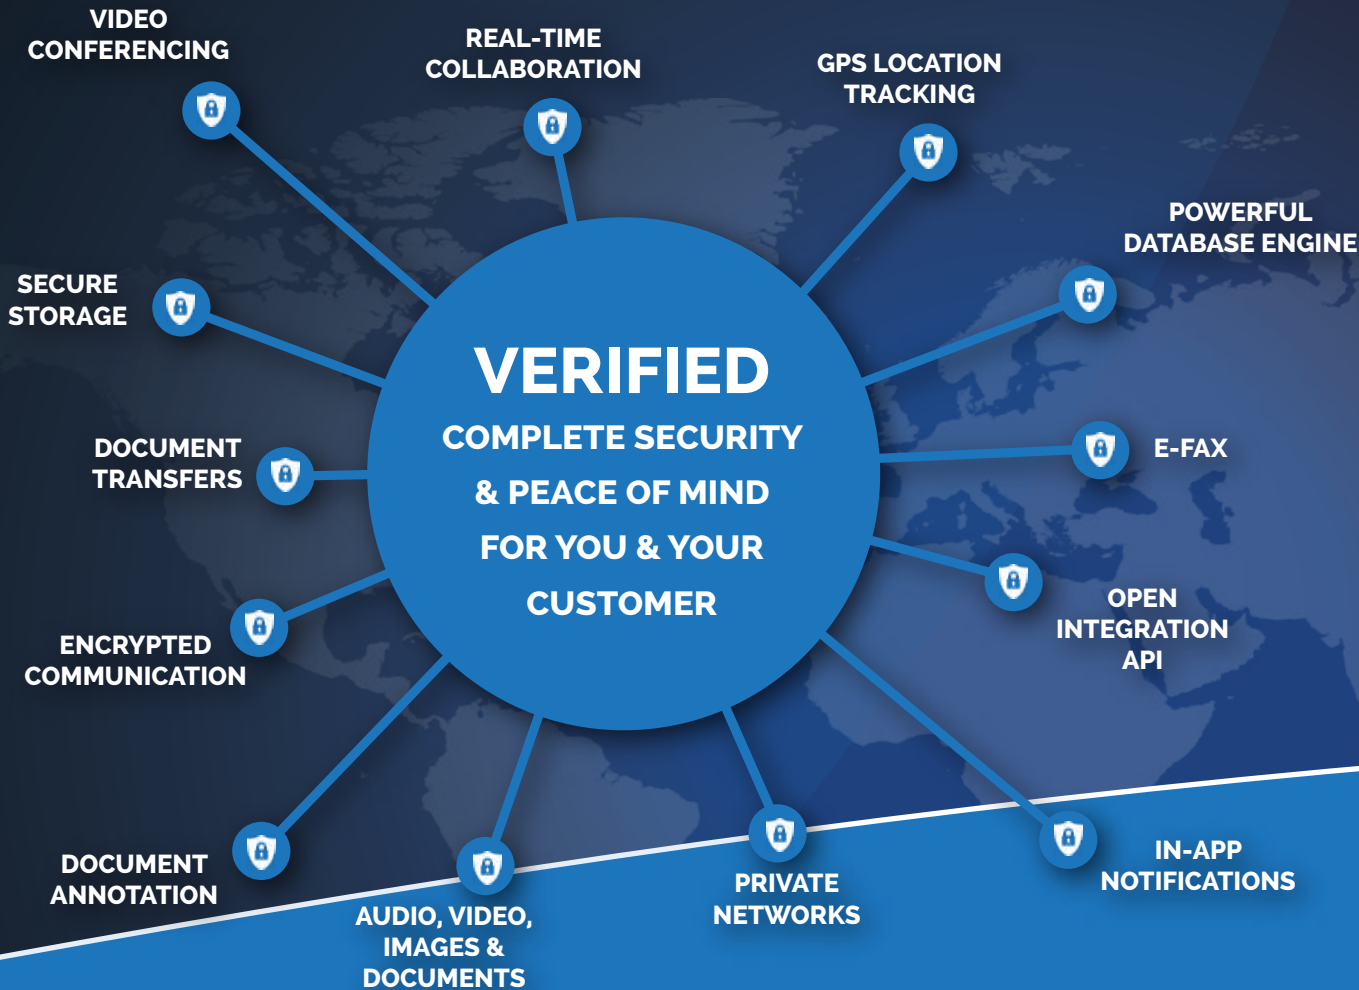 VIDEO
CONFERENCING
REAL-TIME
COLLABORATION
GPS LOCATION
TRACKING
POWERFUL
DATABASE ENGINE
SECURE
STORAGE
VERIFIED
COMPLETE SECURITY
& PEACE OF MIND
FOR YOU & YOUR
CUSTOMER
DOCUMENT
TRANSFERS
E-FAX
OPEN
INTEGRATION
API
ENCRYPTED
COMMUNICATION
DOCUMENT
ANNOTATION
AUDIO, VIDEO,
IMAGES &
DOCUMENTS
PRIVATE
NETWORKS
IN-APP
NOTIFICATIONS